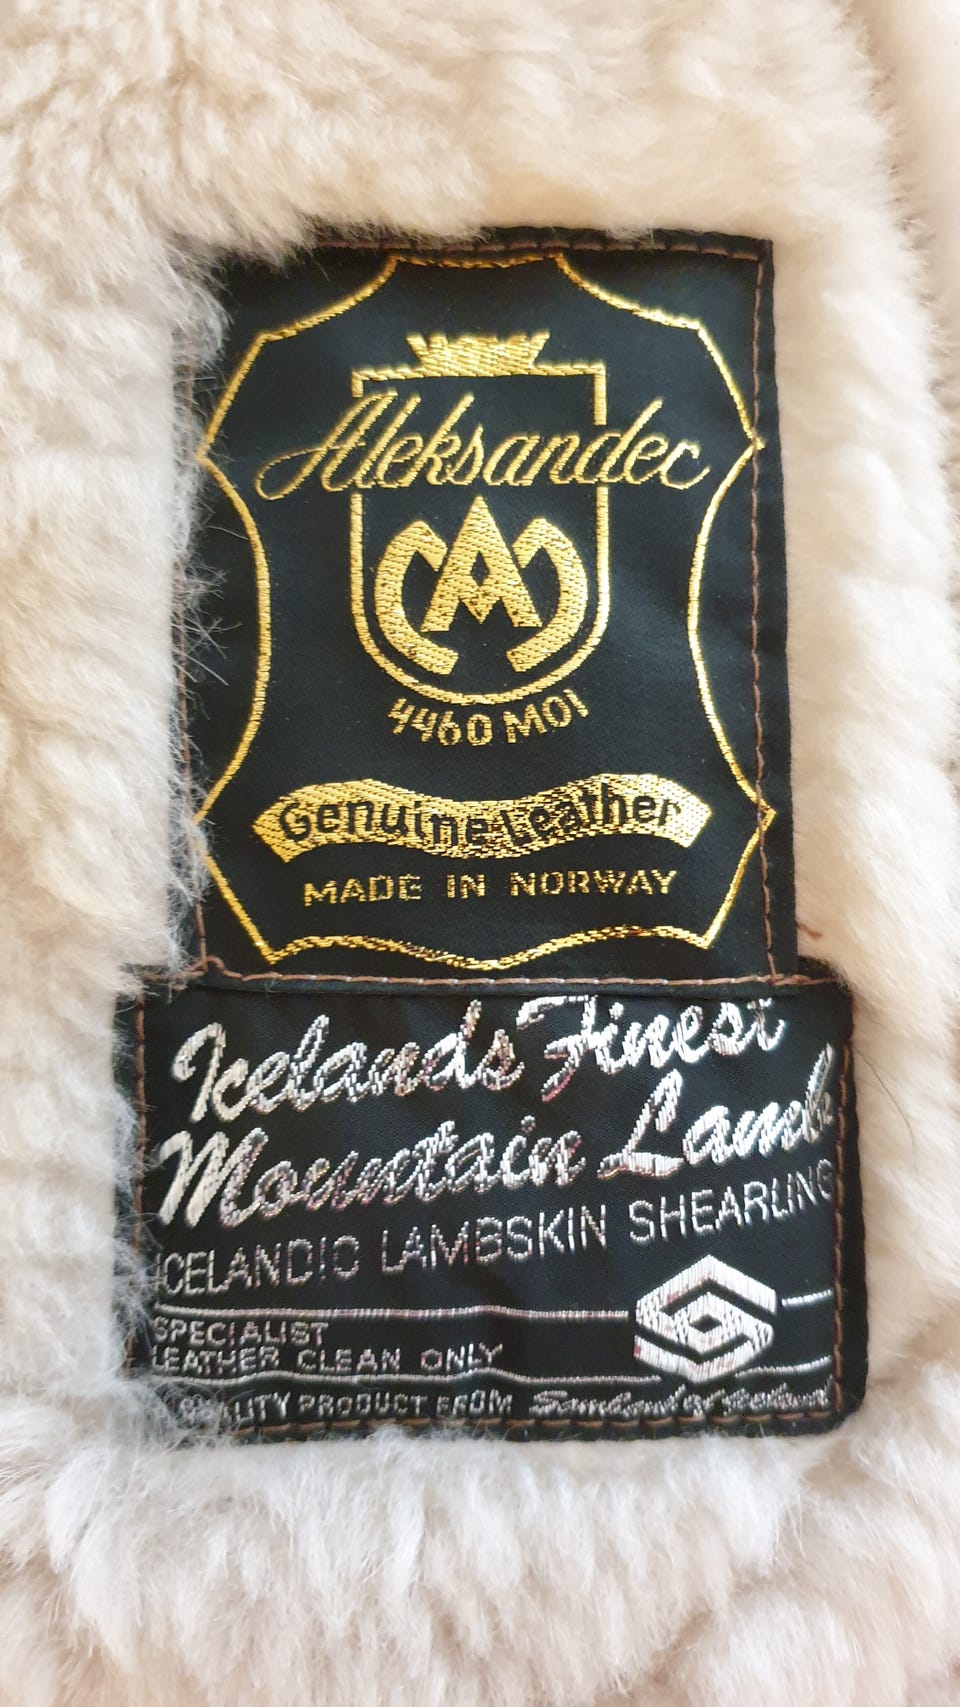 Aleksander
4460 MOI
Genuine Leather
MADE IN NORWAY
Icelands Finest
Mountain Lamb
ICELANDIC LAMBSKIN SHEARLING
SPECIALIST
LEATHER CLEAN ONLY
QUALITY PRODUCT FROM